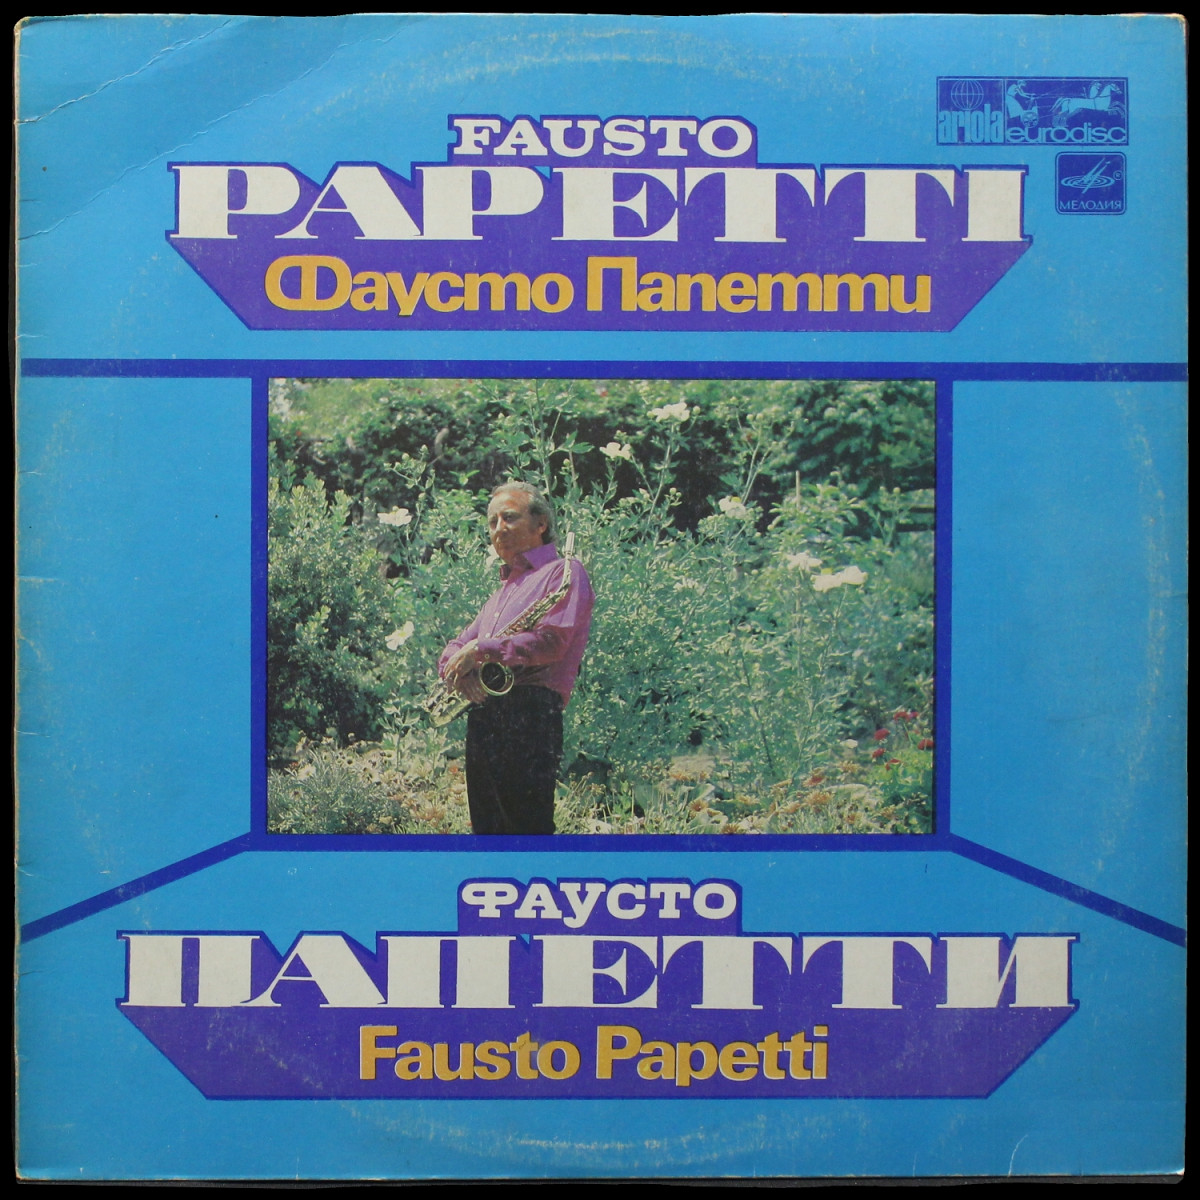 FAUSTO
PAPETTI
Фаусто Папетти
ariola
eurodisc
МЕЛОДИЯ
ФАУСТО
ПАПЕТТИ
Fausto Papetti